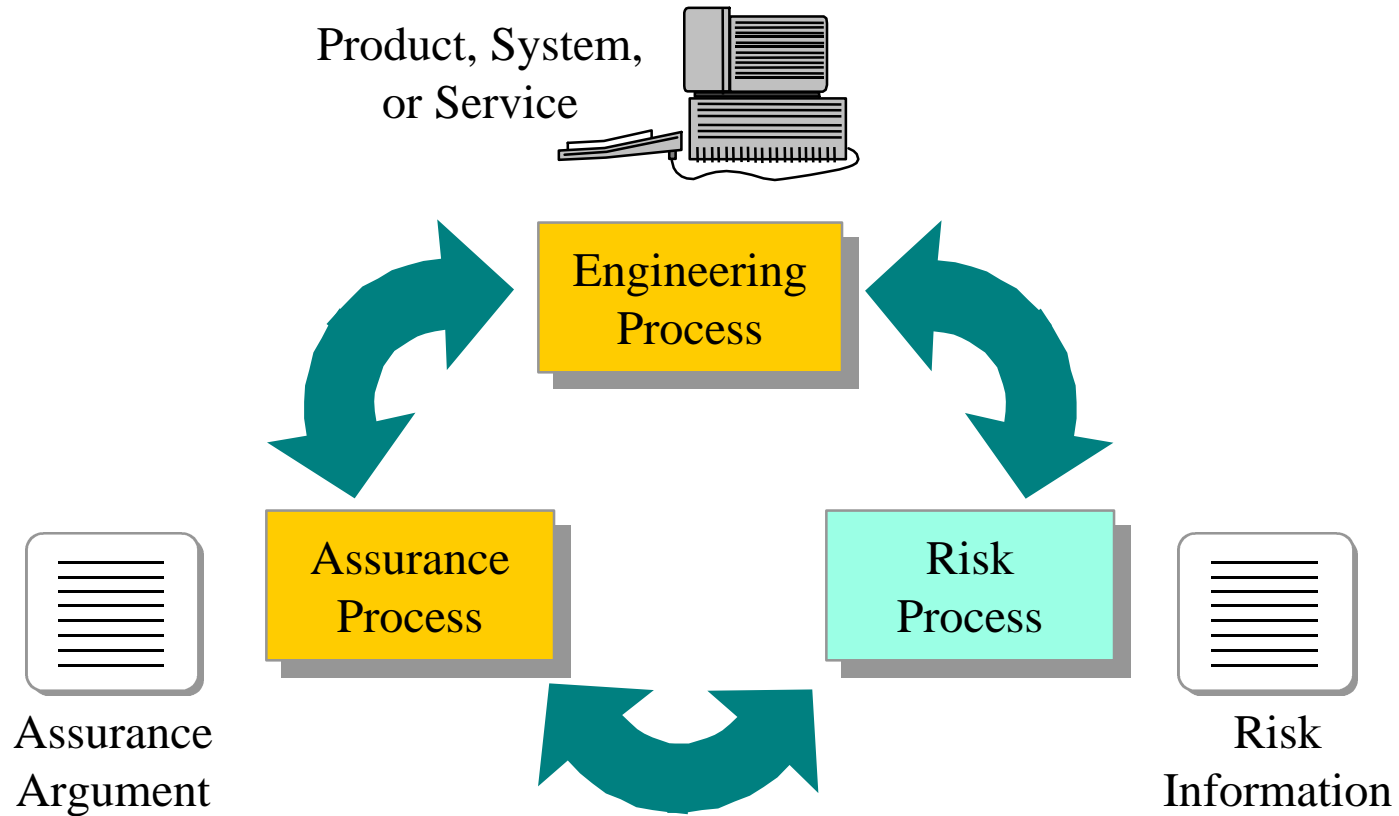 Product, System,
or Service
Engineering
Process
Assurance
Process
Risk
Process
Assurance
Argument
Risk
Information